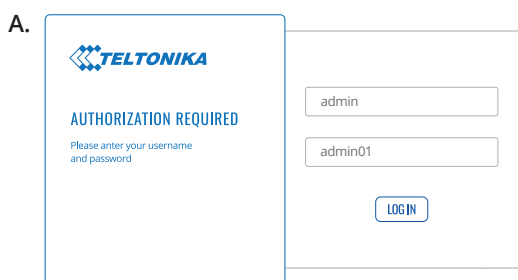 A.
TELTONIKA
AUTHORIZATION REQUIRED
Please anter your username
and password
admin
admin01
LOG IN